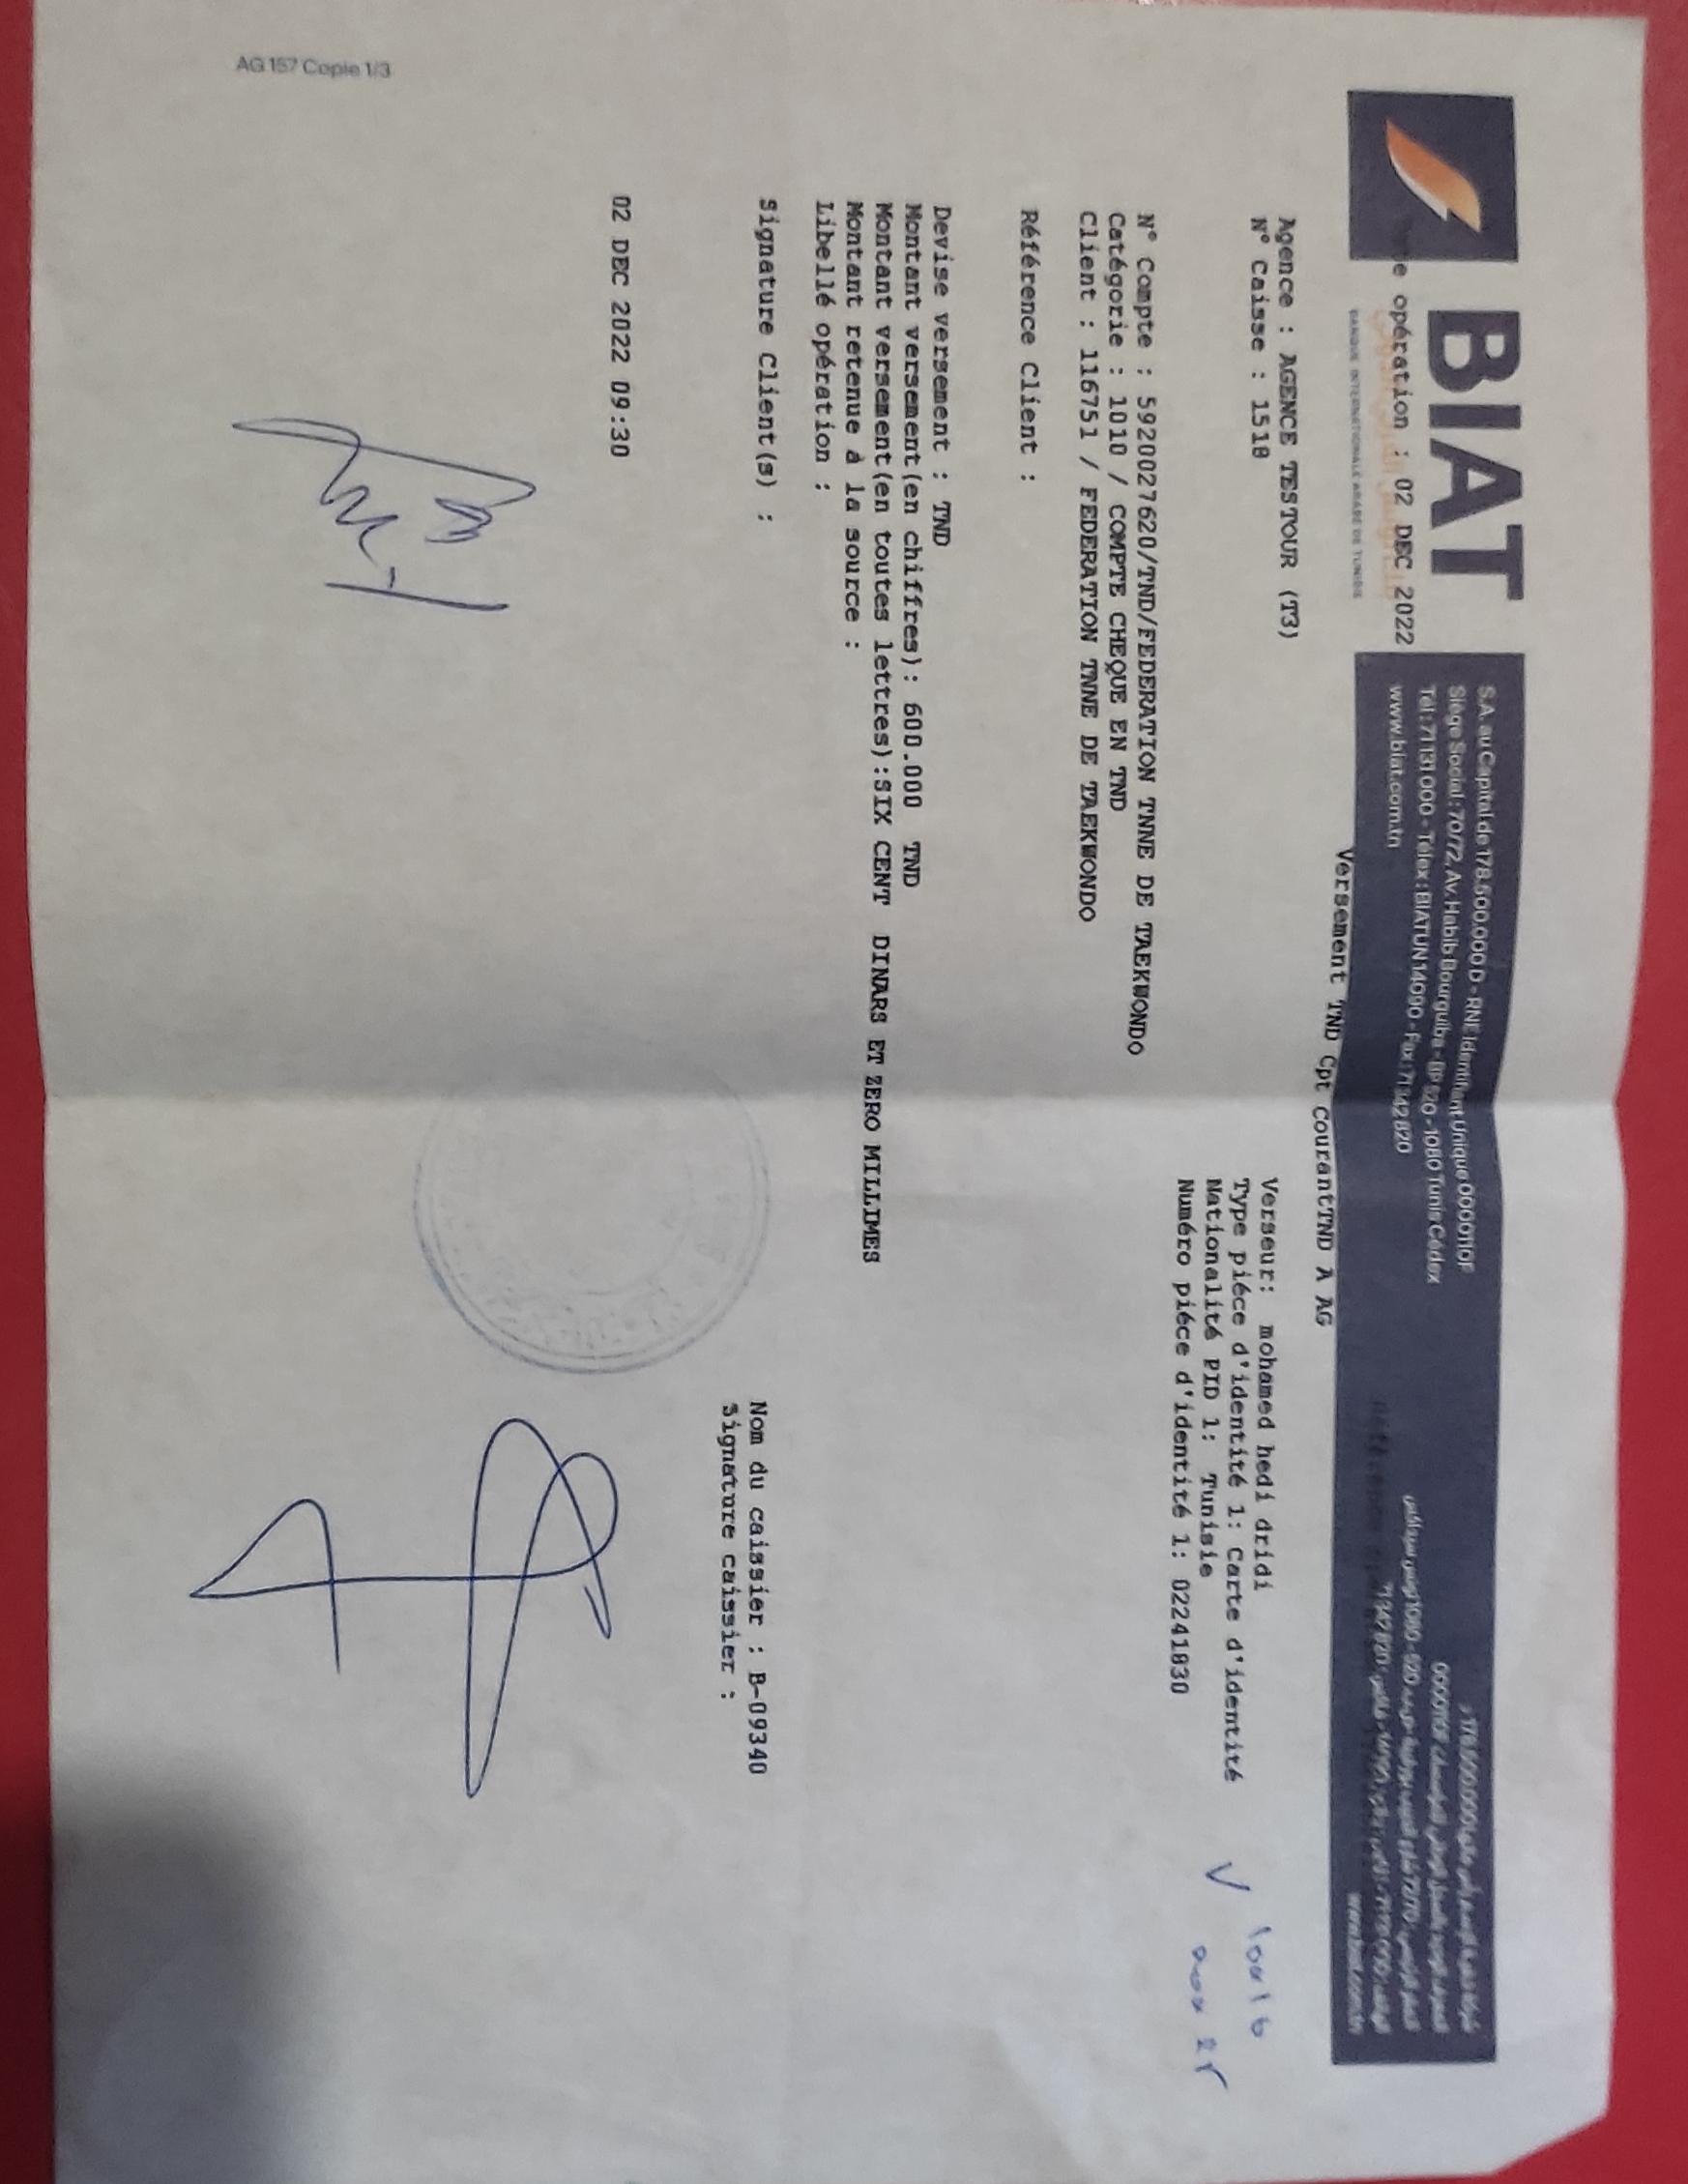 BIAT
BANQUE INTERNATIONALE ARABE DE TUNISIE
S.A. au Capital de 178.500.000 D - RNE Identifiant Unique 0000110F
Siège Social : 70/72, Av. Habib Bourguiba - BP 520 - 1080 Tunis Cedex
Tél : 71 131 000 - Télex : BIATUN 14090 - Fax : 71 342 820
www.biat.com.tn
opération : 02 DEC 2022
Versement TND Cpt courantTND A AG
Agence : AGENCE TESTOUR (T3)
N° Caisse : 1518
Verseur: mohamed hedi dridi
Type piéce d'identité 1: Carte d'identité
Nationalité PID 1: Tunisie
Numéro piéce d'identité 1: 02241830
N° Compte : 5920027620/TND/FEDERATION TNNE DE TAEKWONDO
Catégorie : 1010 / COMPTE CHEQUE EN TND
Client : 116751 / FEDERATION TNNE DE TAEKWONDO
Référence Client :
Devise versement : TND
Montant versement(en chiffres): 600.000 TND
Montant versement(en toutes lettres):SIX CENT DINARS ET ZERO MILLIMES
Montant retenue à la source :
Libellé opération :
Signature Client(s) :
Nom du caissier : B-09340
Signature caissier :
02 DEC 2022 09:30
AG 157 Copie 1/3